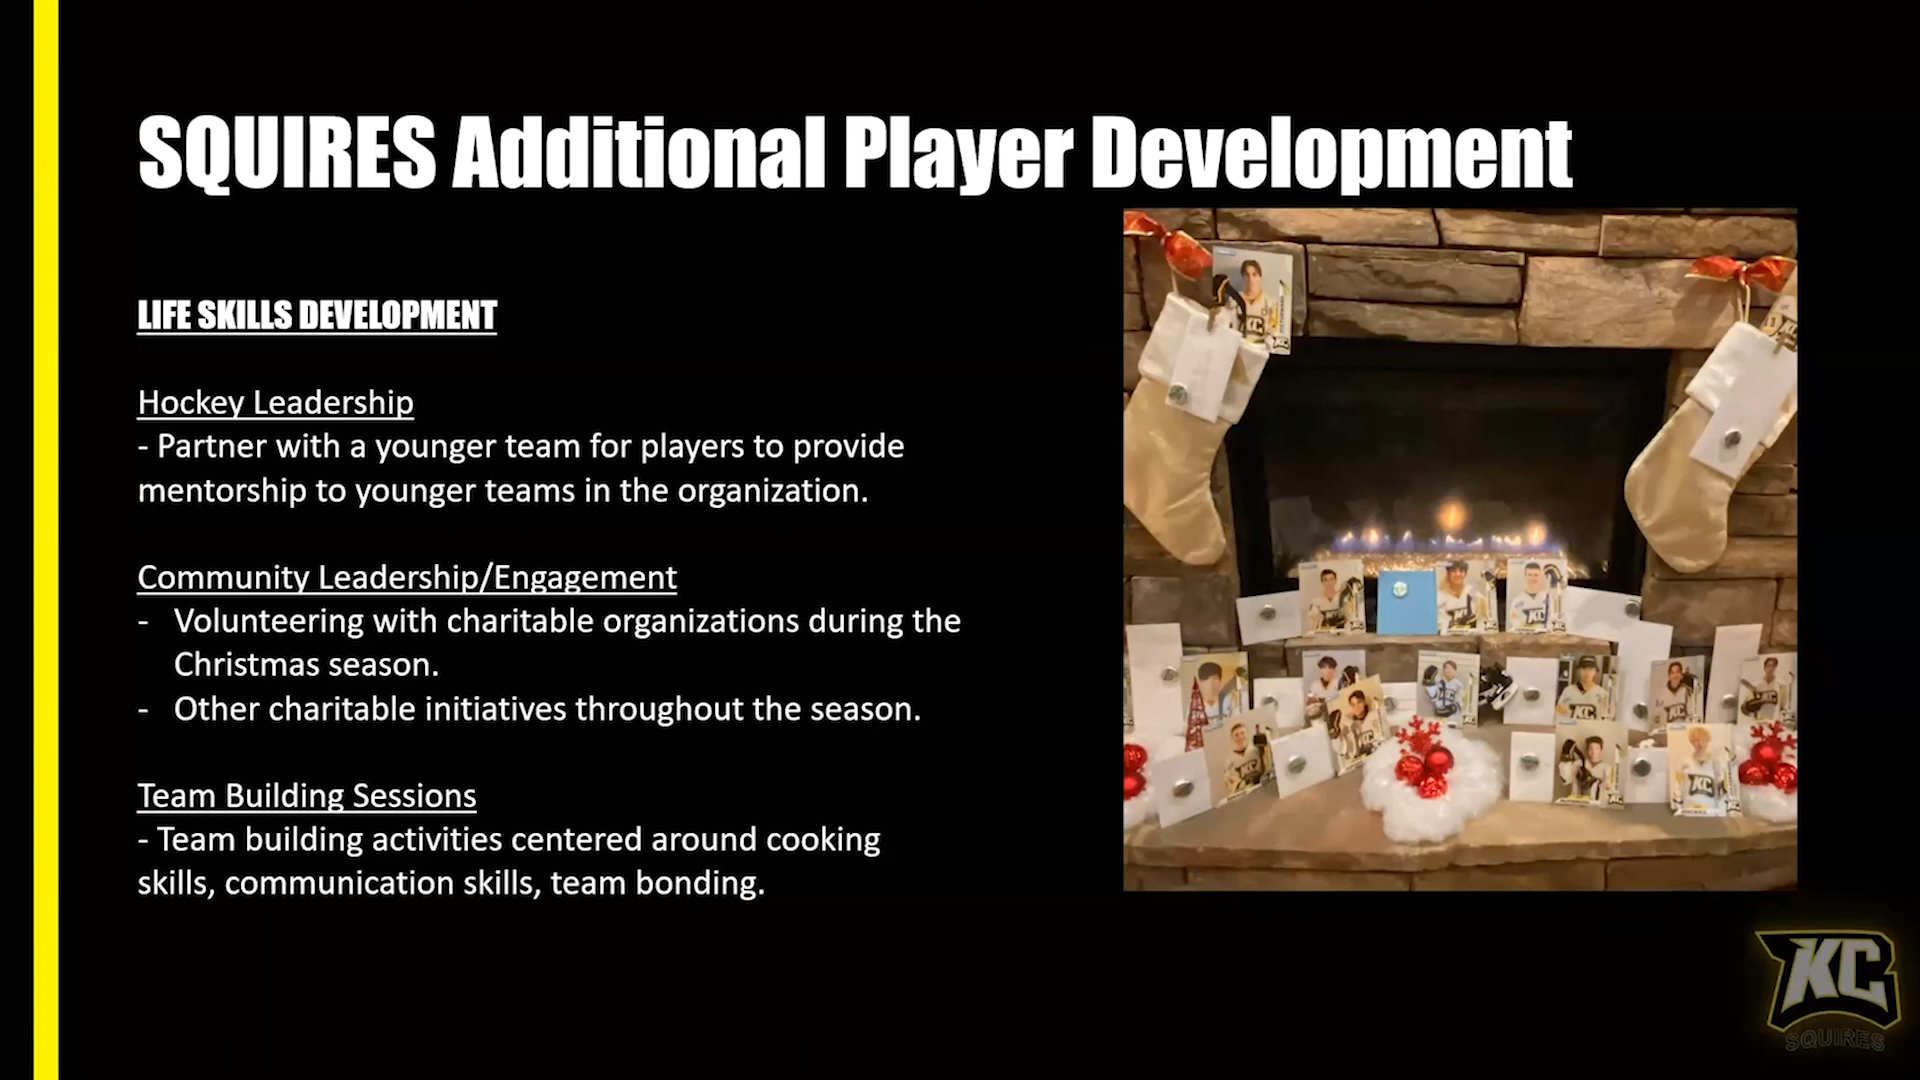 SQUIRES Additional Player Development
LIFE SKILLS DEVELOPMENT
Hockey Leadership
- Partner with a younger team for players to provide
mentorship to younger teams in the organization.
Community Leadership/Engagement
- Volunteering with charitable organizations during the
Christmas season.
- Other charitable initiatives throughout the season.
Team Building Sessions
- Team building activities centered around cooking
skills, communication skills, team bonding.
KC
SQUIRES